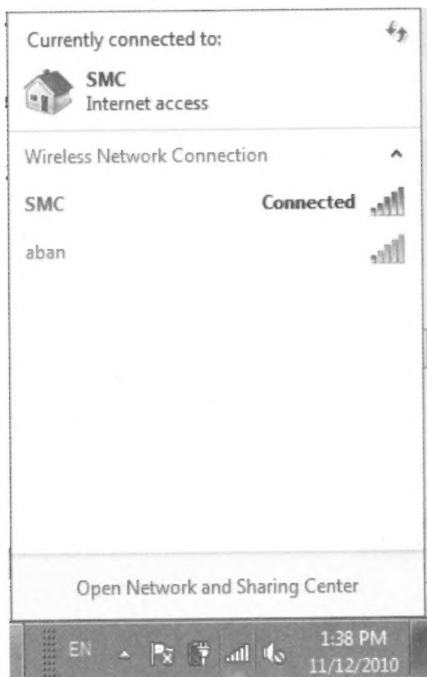 Currently connected to:
SMC
Internet access
Wireless Network Connection
SMC Connected
aban
Open Network and Sharing Center
EN
1:38 PM
11/12/2010